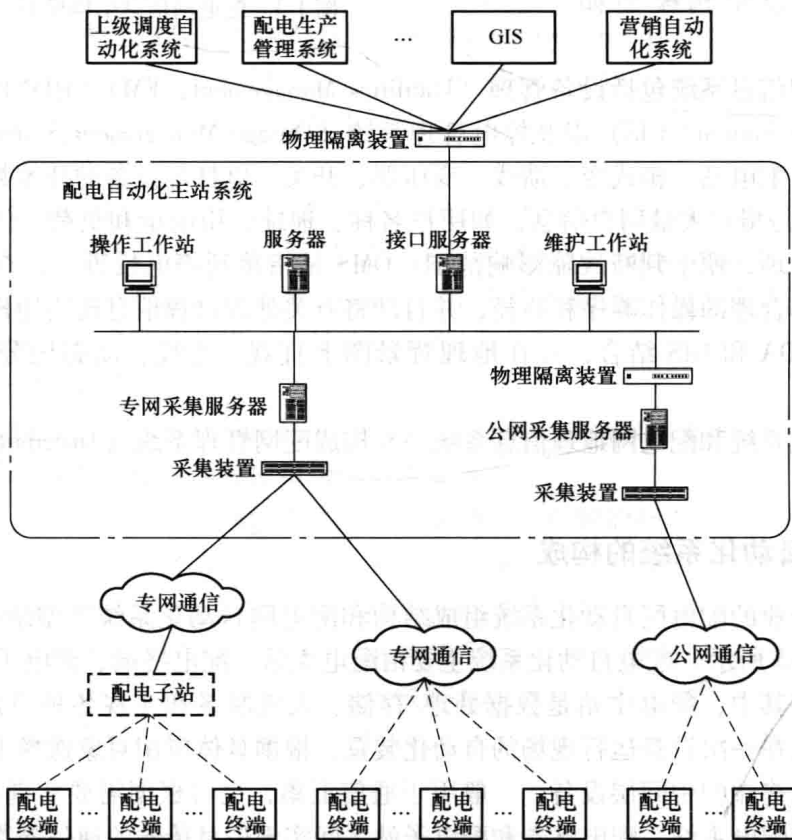 上级调度自
动化系统
配电生产
管理系统
...
GIS
营销自动
化系统
物理隔离装置
配电自动化主站系统
操作工作站
服务器
接口服务器
维护工作站
专网采集服务器
采集装置
物理隔离装置
公网采集服务器
采集装置
专网通信
专网通信
公网通信
配电子站
配电
终端
...
配电
终端
...
配电
终端
配电
终端
...
配电
终端
...
配电
终端
配电
终端
...
配电
终端